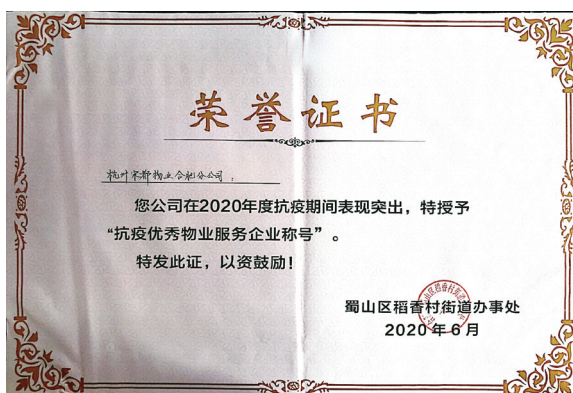 荣誉证书
杭州宋都物业合肥分公司：
您公司在2020年度抗疫期间表现突出，特授予
“抗疫优秀物业服务企业称号”。
特发此证，以资鼓励！
蜀山区稻香村街道办事处
2020年6月